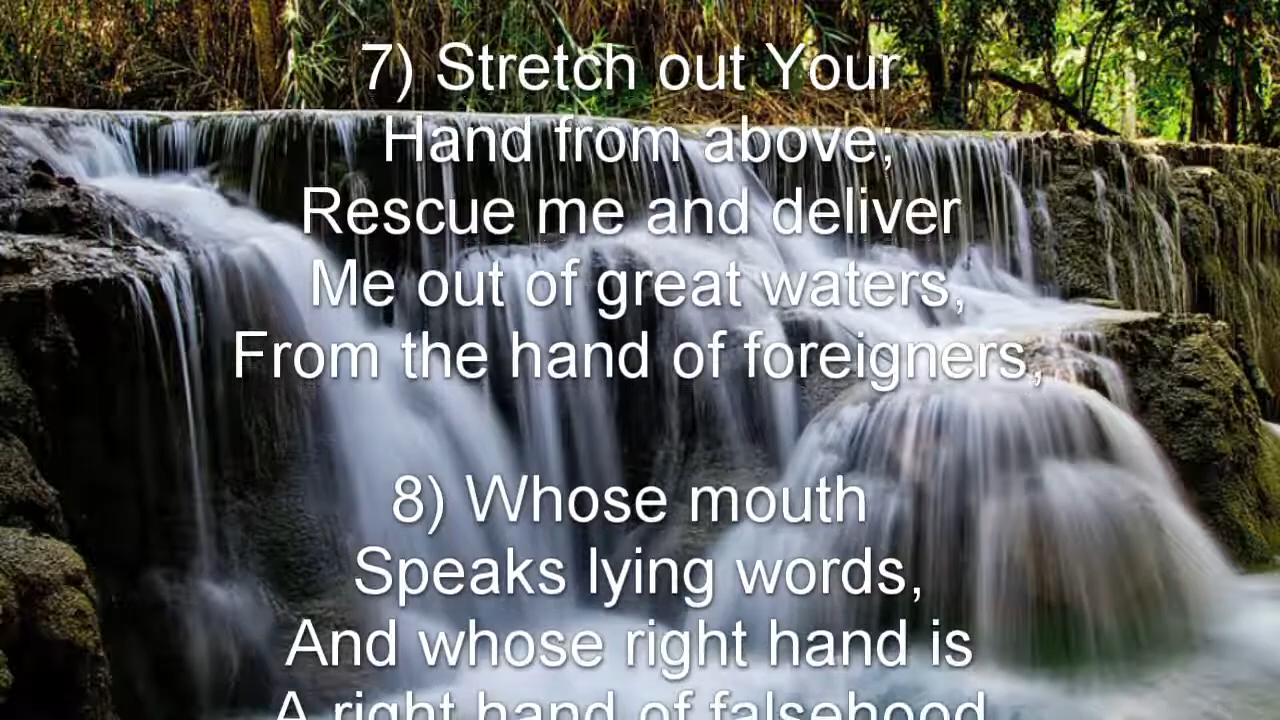 7) Stretch out Your
Hand from above;
Rescue me and deliver
Me out of great waters,
From the hand of foreigners,
8) Whose mouth
Speaks lying words,
And whose right hand is
A right hand of falsehood